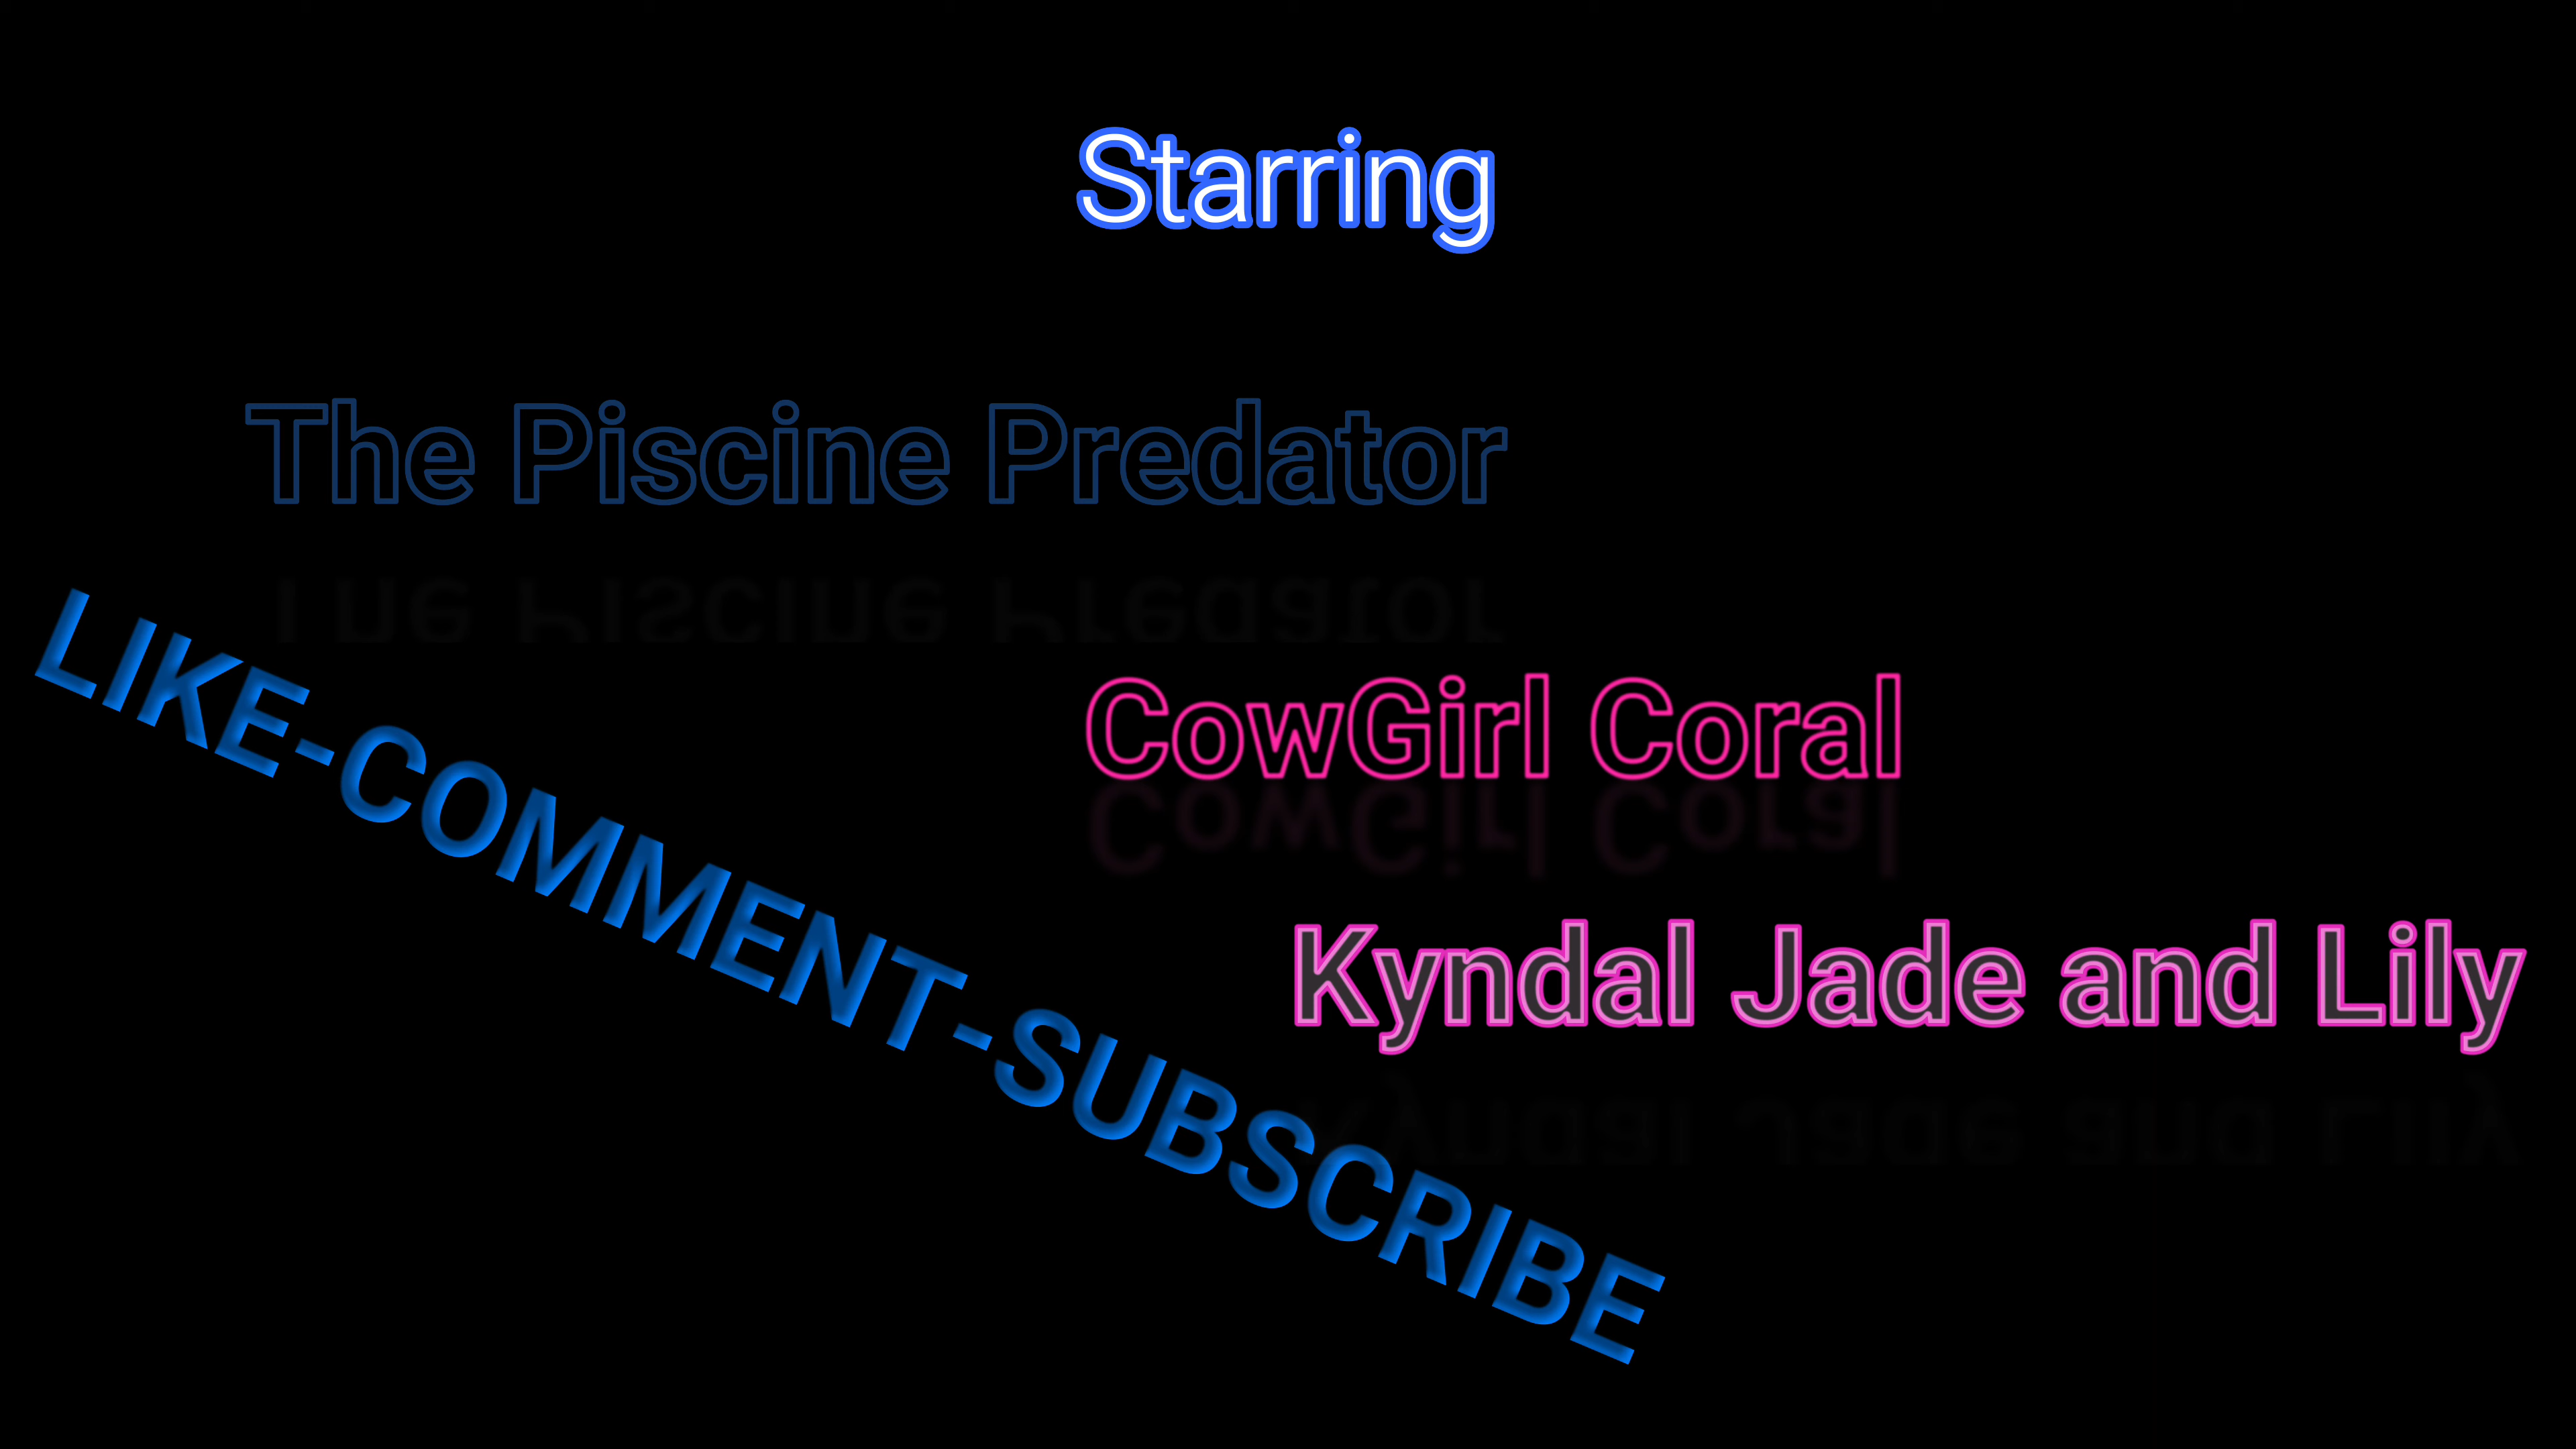 Starring
The Piscine Predator
LIKE-COMMENT-SUBSCRIBE
CowGirl Coral
Kyndal Jade and Lily